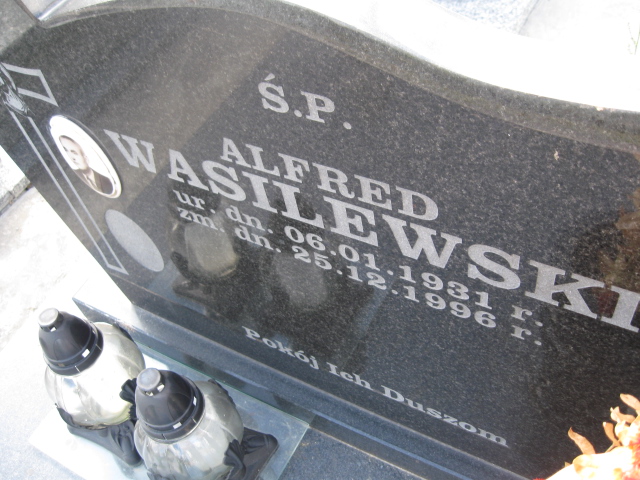 Ś.P.
ALFRED
WASILEWSKI
ur. dn. 06.01.1931 r.
zm. dn. 25.12.1996 r.
Pokój Ich Duszom